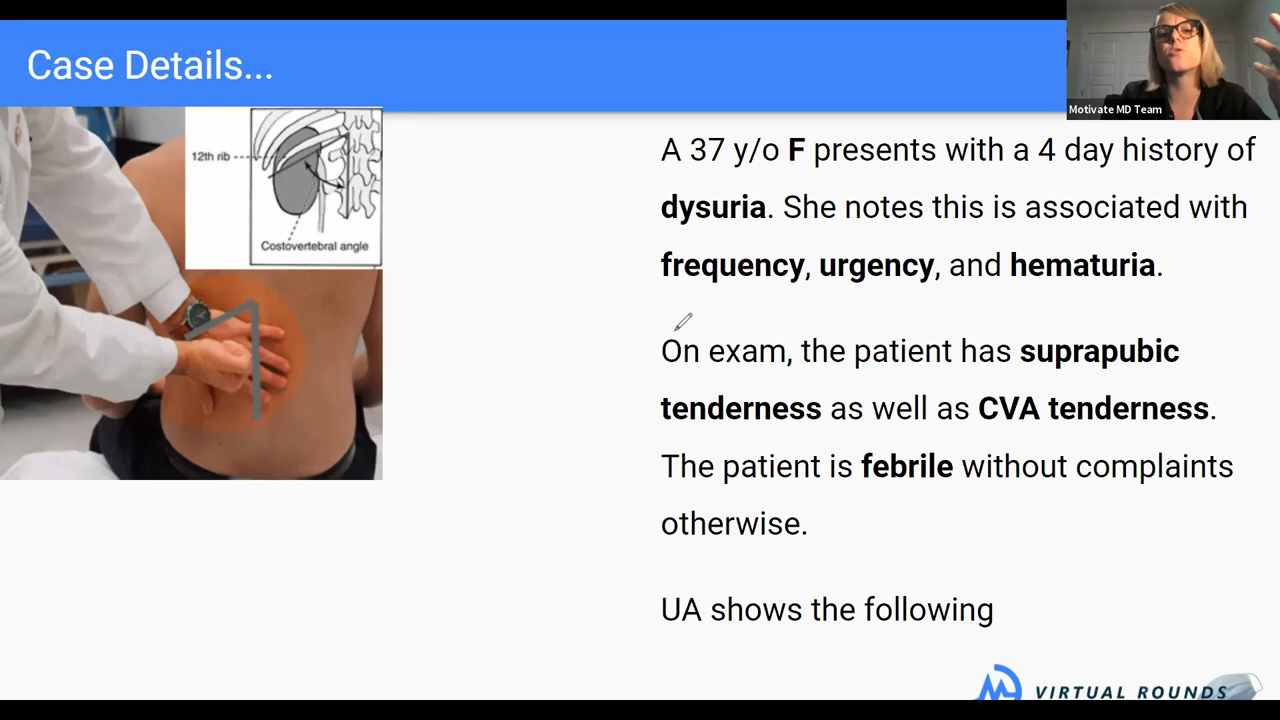 Case Details...
Motivate MD Team
12th rib
Costovertebral angle
A 37 y/o F presents with a 4 day history of
dysuria. She notes this is associated with
frequency, urgency, and hematuria.
On exam, the patient has suprapubic
tenderness as well as CVA tenderness.
The patient is febrile without complaints
otherwise.
UA shows the following
VIRTUAL ROUNDS